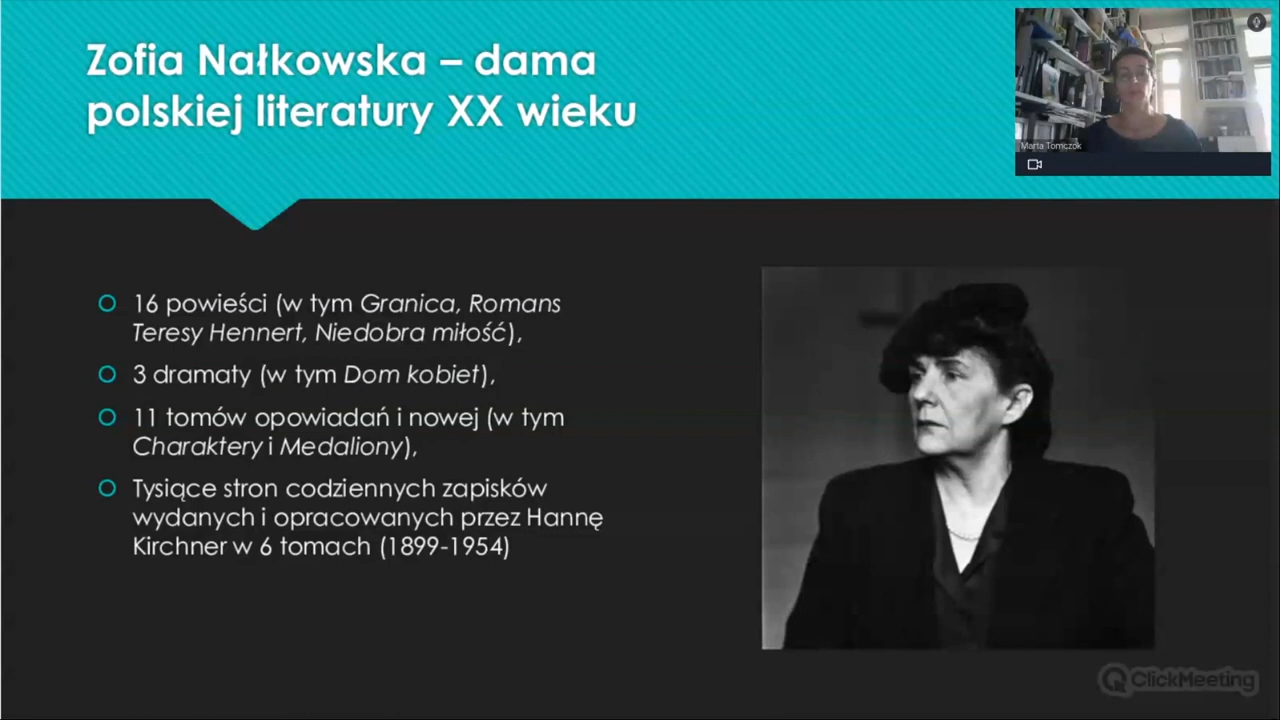 Zofia Nałkowska – dama
polskiej literatury XX wieku
Marta Tomczok
16 powieści (w tym Granica, Romans
Teresy Hennert, Niedobra miłość),
3 dramaty (w tym Dom kobiet),
11 tomów opowiadań i nowej (w tym
Charaktery i Medaliony),
Tysiące stron codziennych zapisków
wydanych i opracowanych przez Hannę
Kirchner w 6 tomach (1899-1954)
ClickMeeting